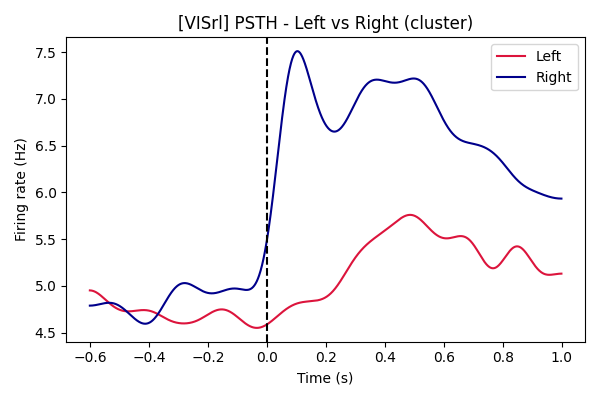 [VISrl] PSTH - Left vs Right (cluster)
Firing rate (Hz)
7.5
7.0
6.5
6.0
5.5
5.0
4.5
Left
Right
−0.6 −0.4 −0.2 0.0 0.2 0.4 0.6 0.8 1.0
Time (s)